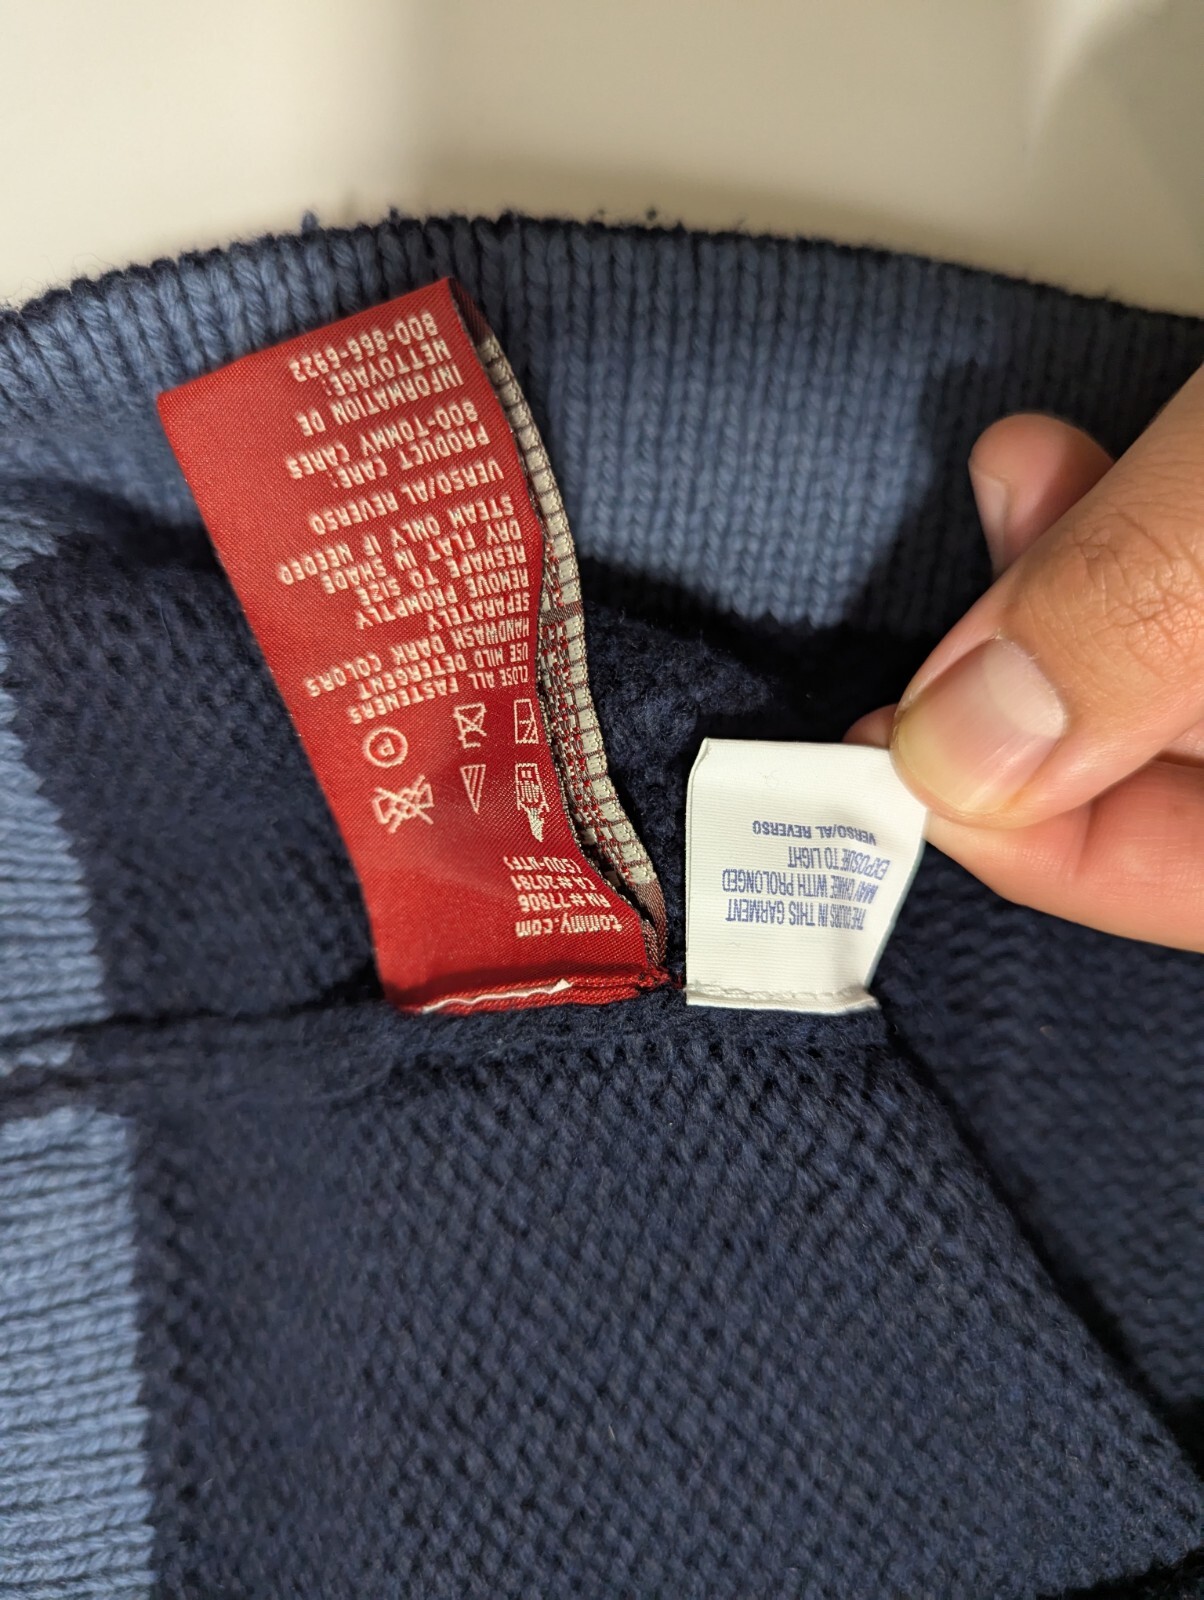 THE COLORS IN THIS GARMENT
MAY CHANGE WITH PROLONGED
EXPOSURE TO LIGHT
VERSO/AL REVERSO
tommy.com
RN#77806
CA#20781
(SOU-DTF)
P
CLOSE ALL FASTENERS
USE MILD DETERGENT
HANDWASH DARK COLORS
SEPARATELY
REMOVE PROMPTLY
RESHAPE TO SIZE
DRY FLAT IN SHADE
STEAM ONLY IF NEEDED
VERSO/AL REVERSO
PRODUCT CARE:
800-TOMMY CARES
INFORMATION DE
NETTOYAGE:
800-866-6922